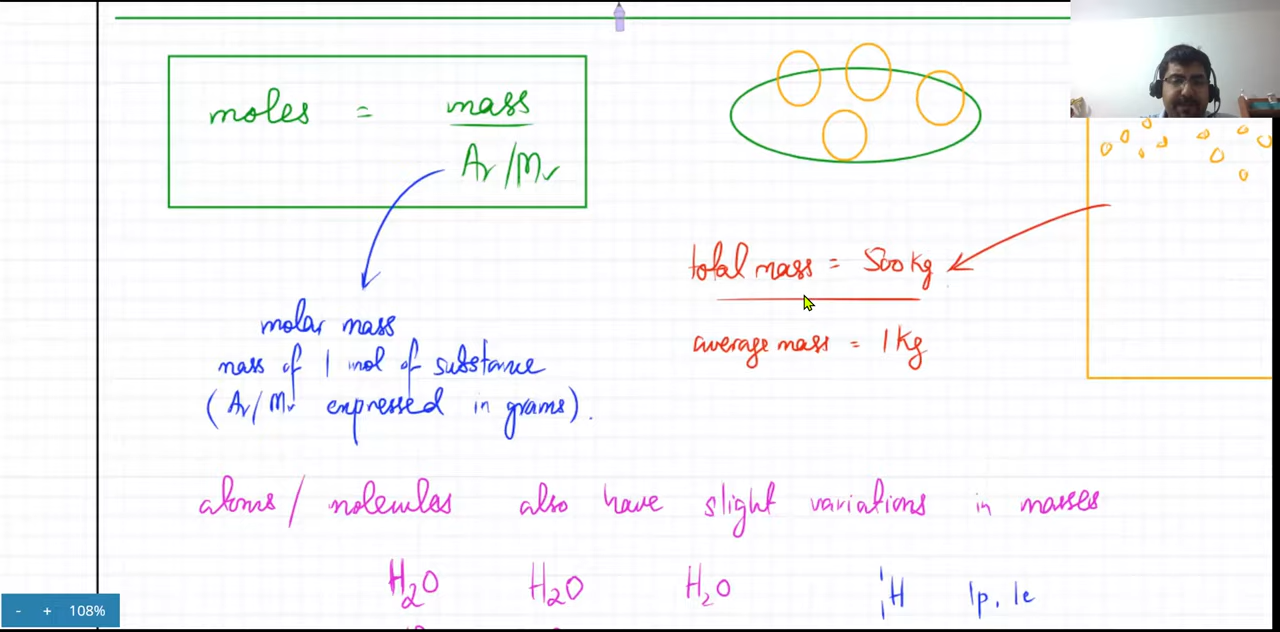 moles = mass
Ar/Mr
total mass = 500 kg
average mass = 1 kg
molar mass
mass of 1 mol of substance
(Ar/Mr expressed in grams).
atoms/molecules also have slight variations in masses
H₂O H₂O H₂O ¹₁H 1p, 1e
- + 108%